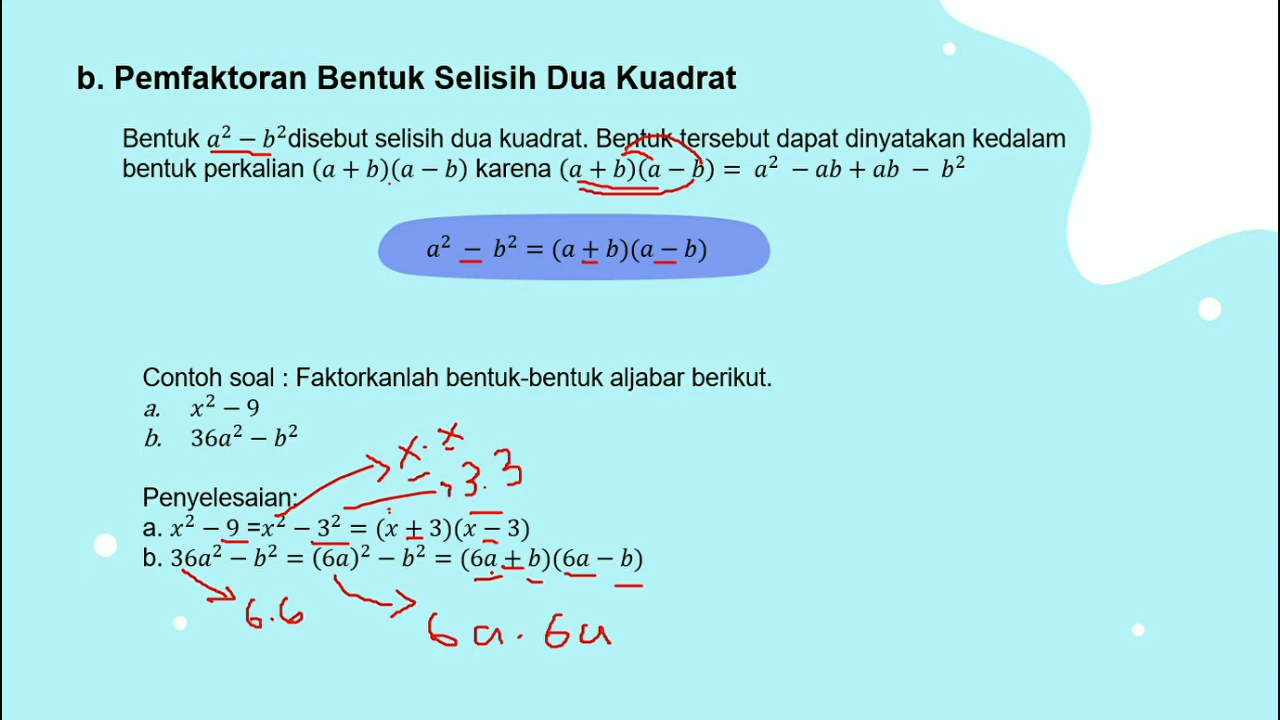 b. Pemfaktoran Bentuk Selisih Dua Kuadrat
Bentuk a² − b² disebut selisih dua kuadrat. Bentuk tersebut dapat dinyatakan kedalam
bentuk perkalian (a + b)(a − b) karena (a + b)(a − b) = a² − ab + ab − b²
a² − b² = (a + b)(a − b)
Contoh soal : Faktorkanlah bentuk-bentuk aljabar berikut.
a. x² − 9
b. 36a² − b²
x . x
3 . 3
Penyelesaian:
a. x² − 9 =x² − 3² = (x + 3)(x − 3)
b. 36a² − b² = (6a)² − b² = (6a + b)(6a − b)
6 . 6
6a . 6a